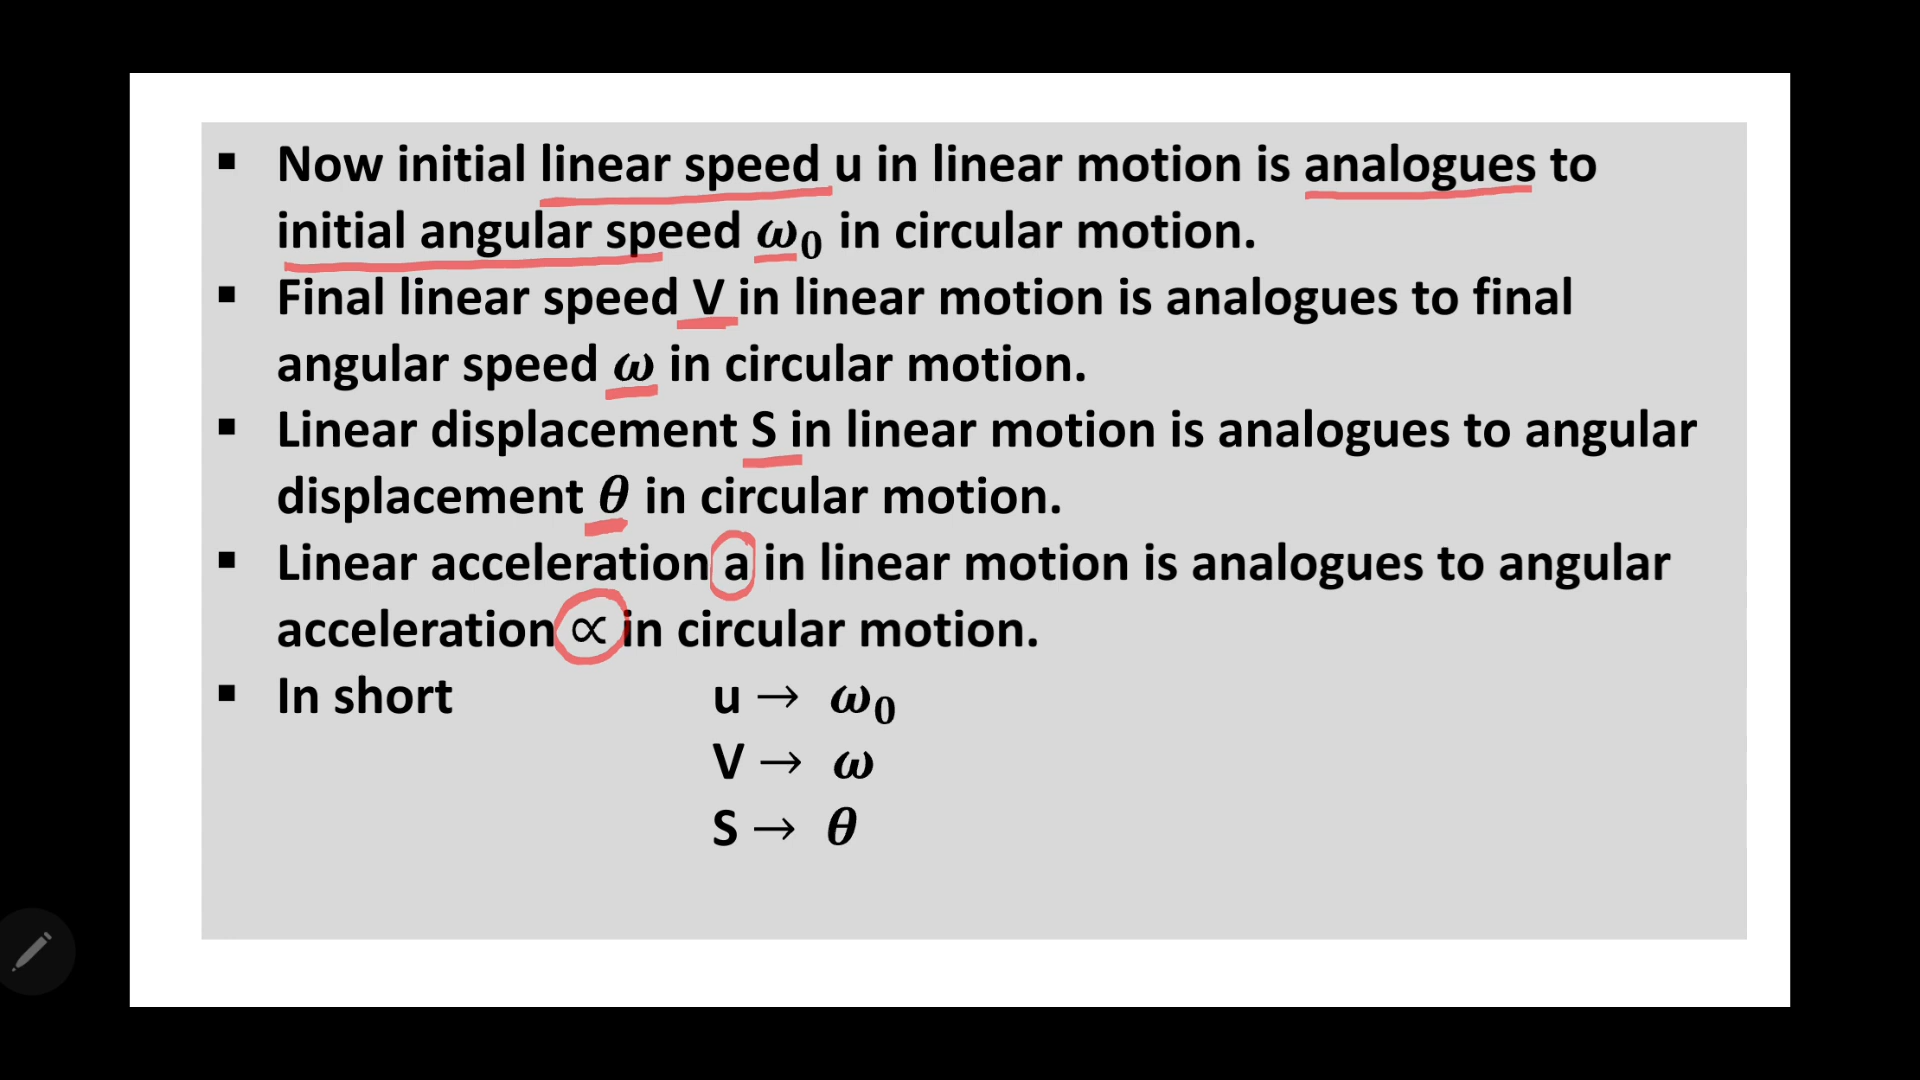 ▪ Now initial linear speed u in linear motion is analogues to
initial angular speed ω₀ in circular motion.
▪ Final linear speed V in linear motion is analogues to final
angular speed ω in circular motion.
▪ Linear displacement S in linear motion is analogues to angular
displacement θ in circular motion.
▪ Linear acceleration a in linear motion is analogues to angular
acceleration ∝ in circular motion.
▪ In short u → ω₀
V → ω
S → θ